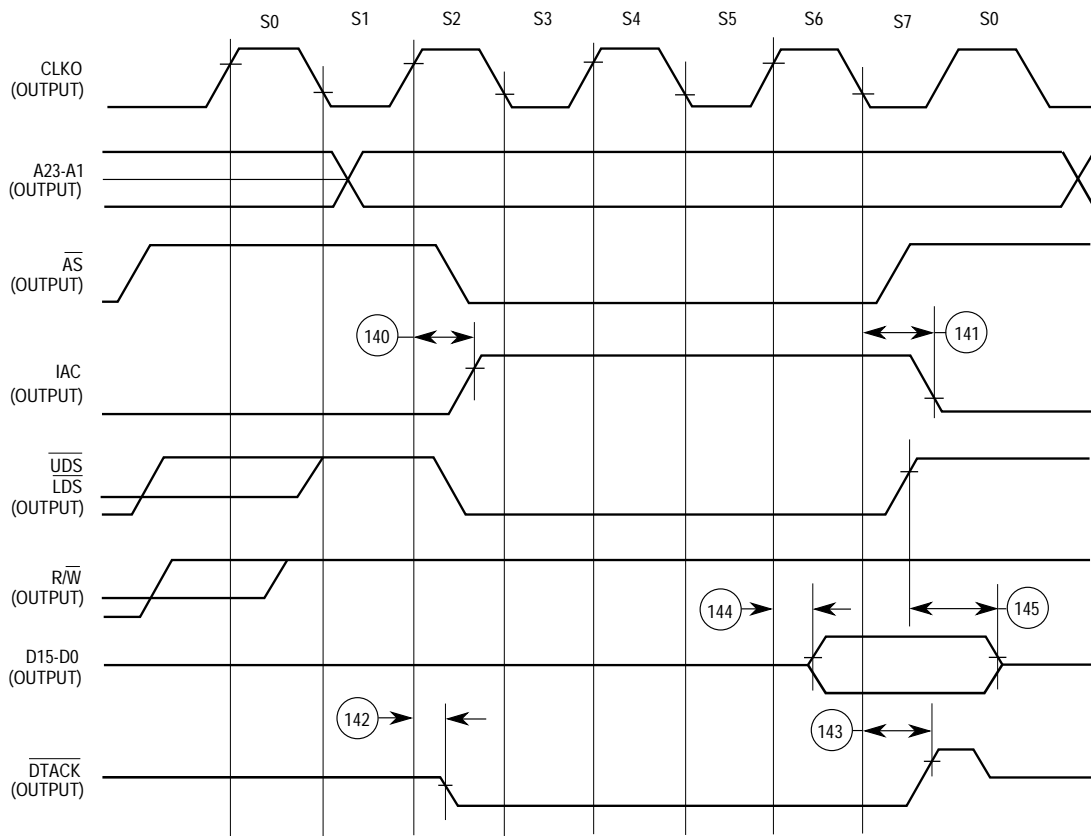 S0 S1 S2 S3 S4 S5 S6 S7 S0
CLKO
(OUTPUT)
A23-A1
(OUTPUT)
AS
(OUTPUT)
140
141
IAC
(OUTPUT)
UDS
LDS
(OUTPUT)
R/W
(OUTPUT)
144
145
D15-D0
(OUTPUT)
142
143
DTACK
(OUTPUT)